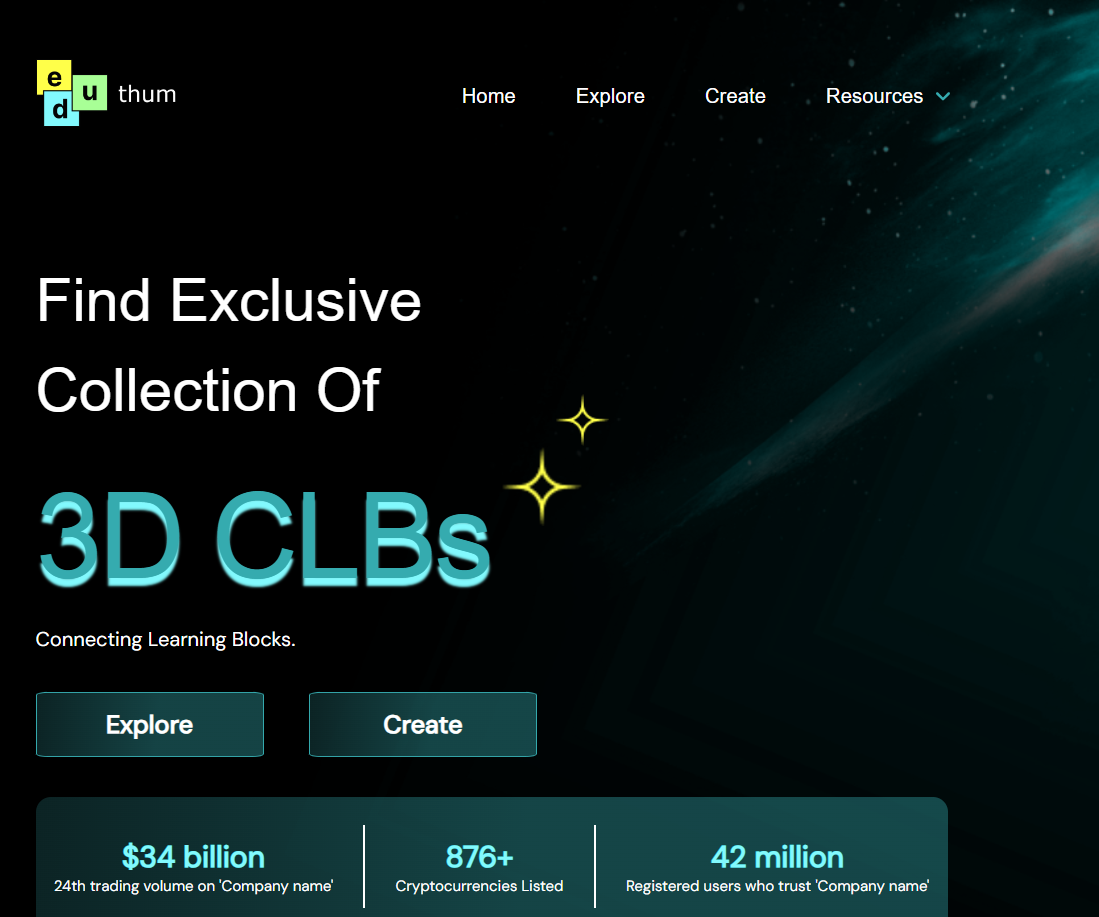 e
d
u
thum
Home
Explore
Create
Resources
Find Exclusive
Collection Of
3D CLBs
Connecting Learning Blocks.
Explore
Create
$34 billion
24th trading volume on 'Company name'
876+
Cryptocurrencies Listed
42 million
Registered users who trust 'Company name'